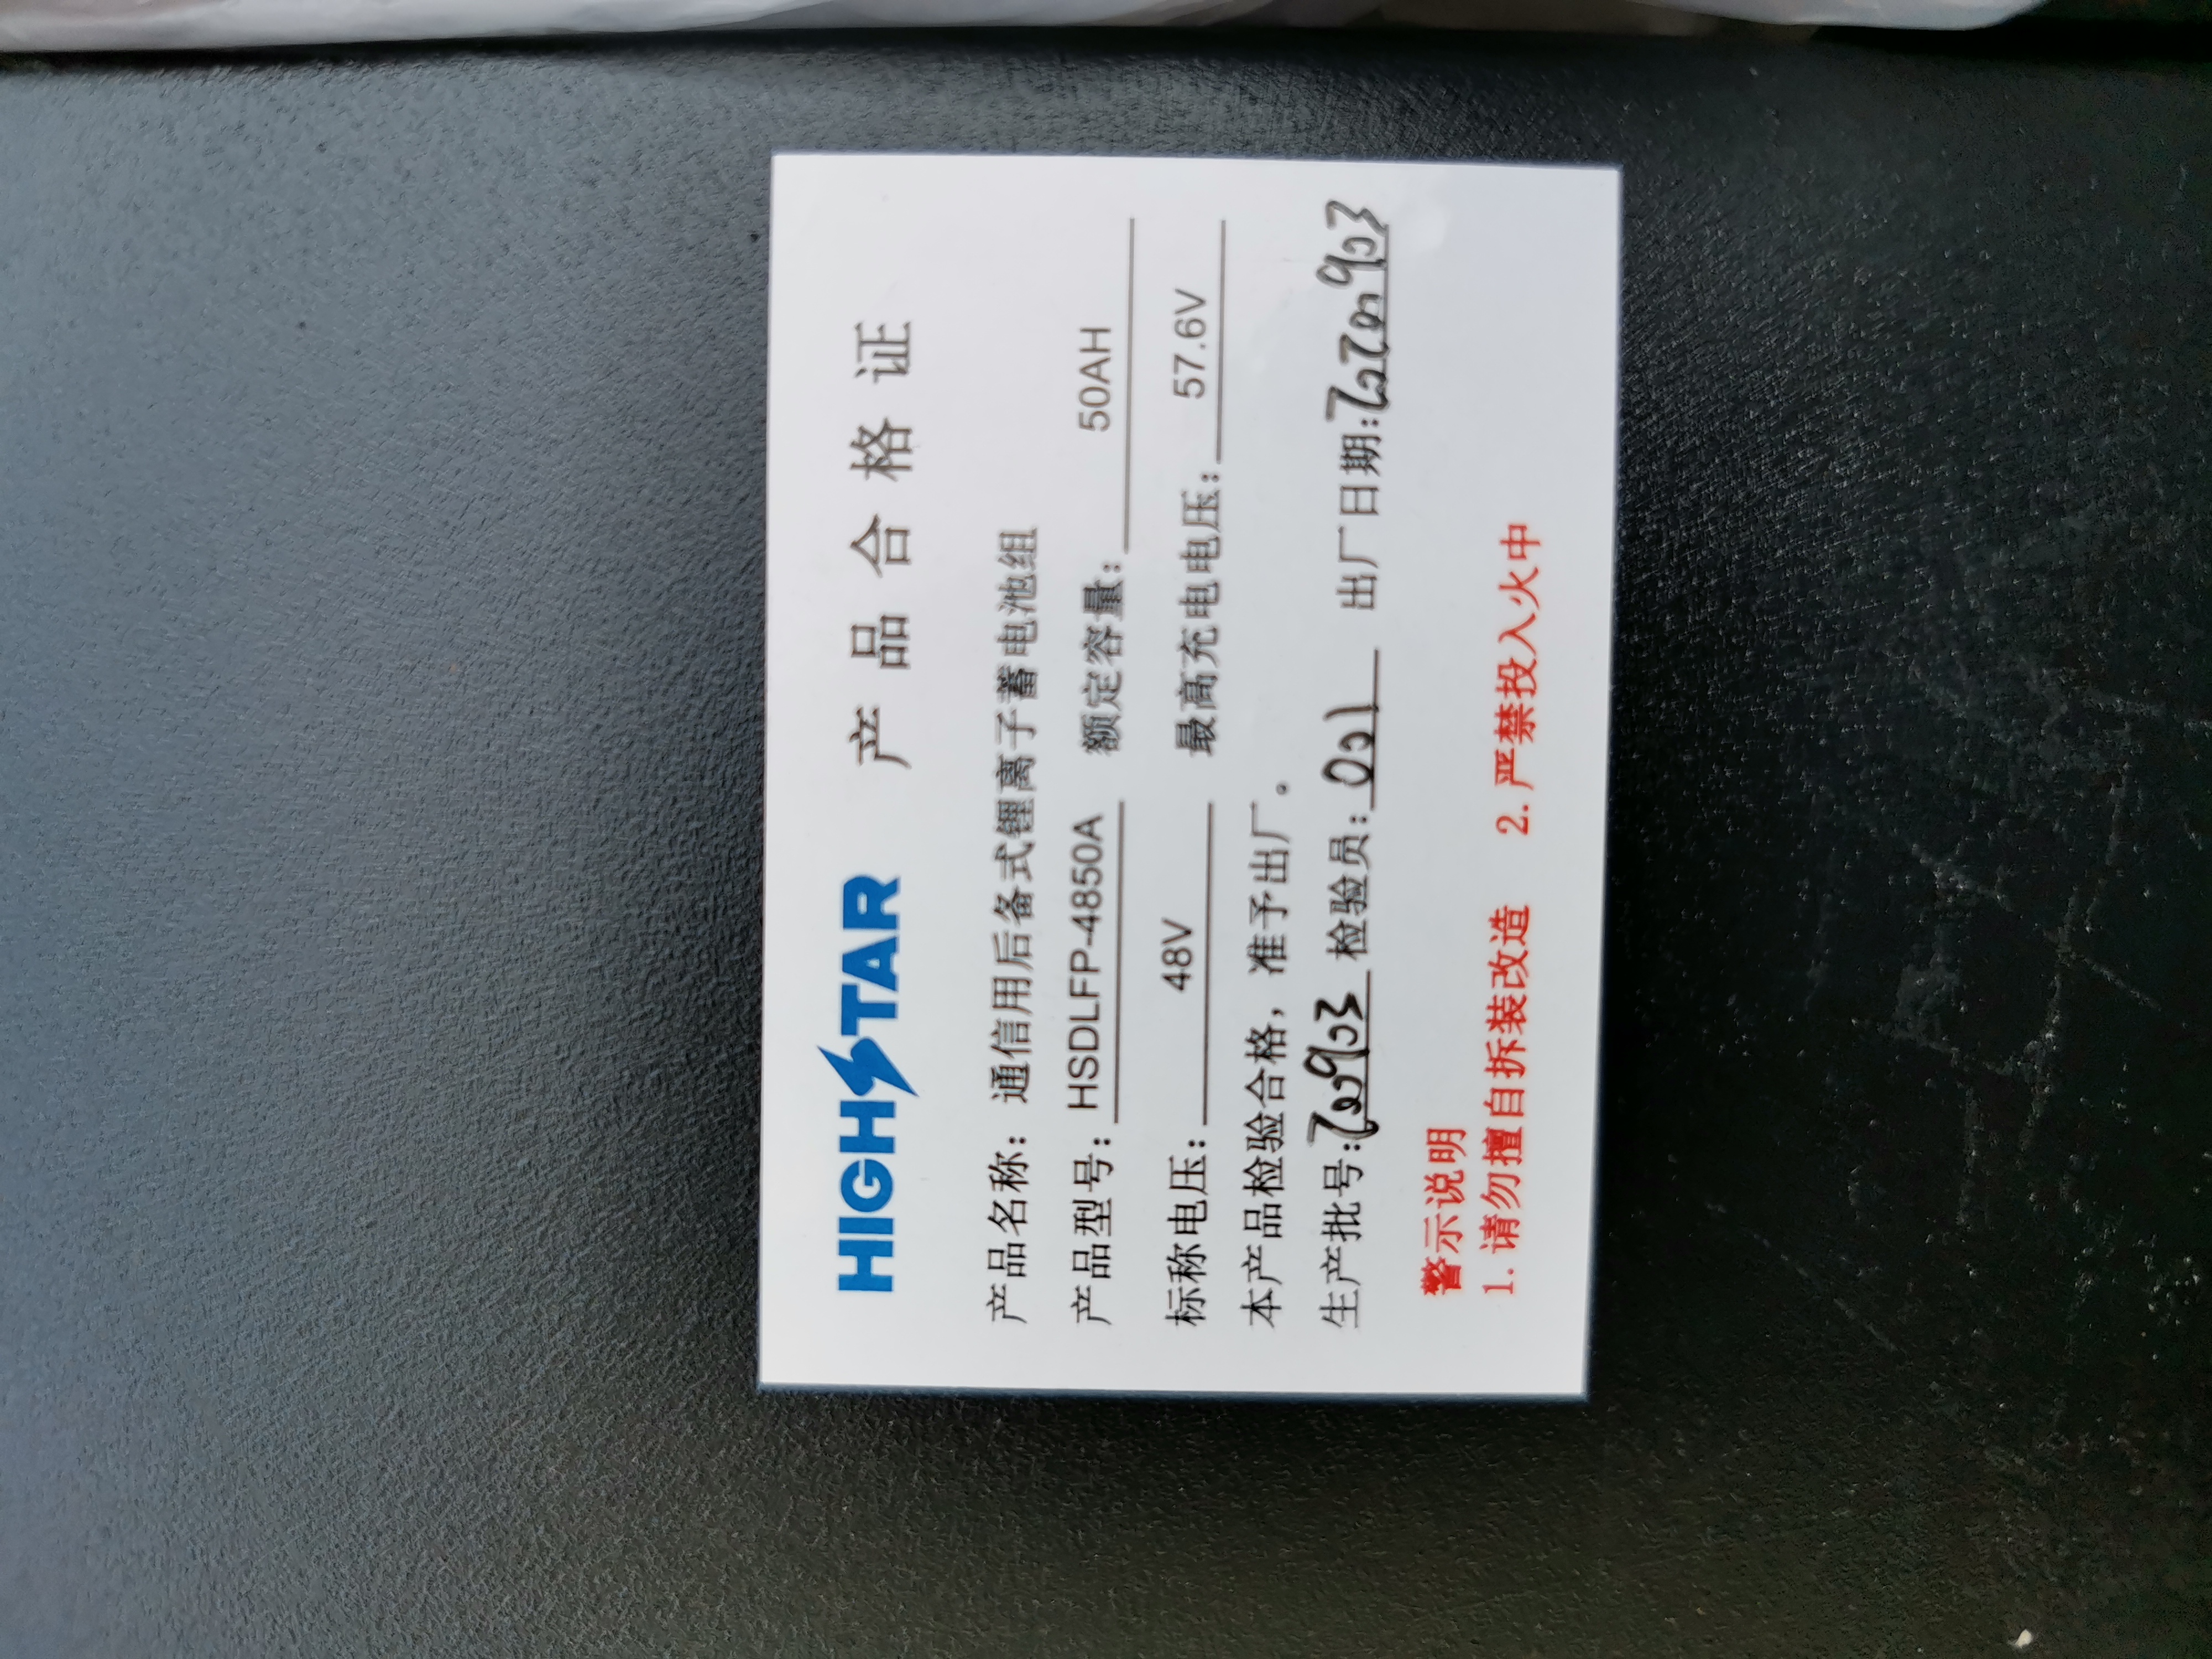 HIGHSTAR 产品合格证
产品名称：通信用后备式锂离子蓄电池组
产品型号：HSDLFP-4850A 额定容量：50AH
标称电压：48V 最高充电电压：57.6V
本产品检验合格，准予出厂。
生产批号:200903 检验员:001 出厂日期:20200903
警示说明
1.请勿擅自拆装改造 2.严禁投入火中